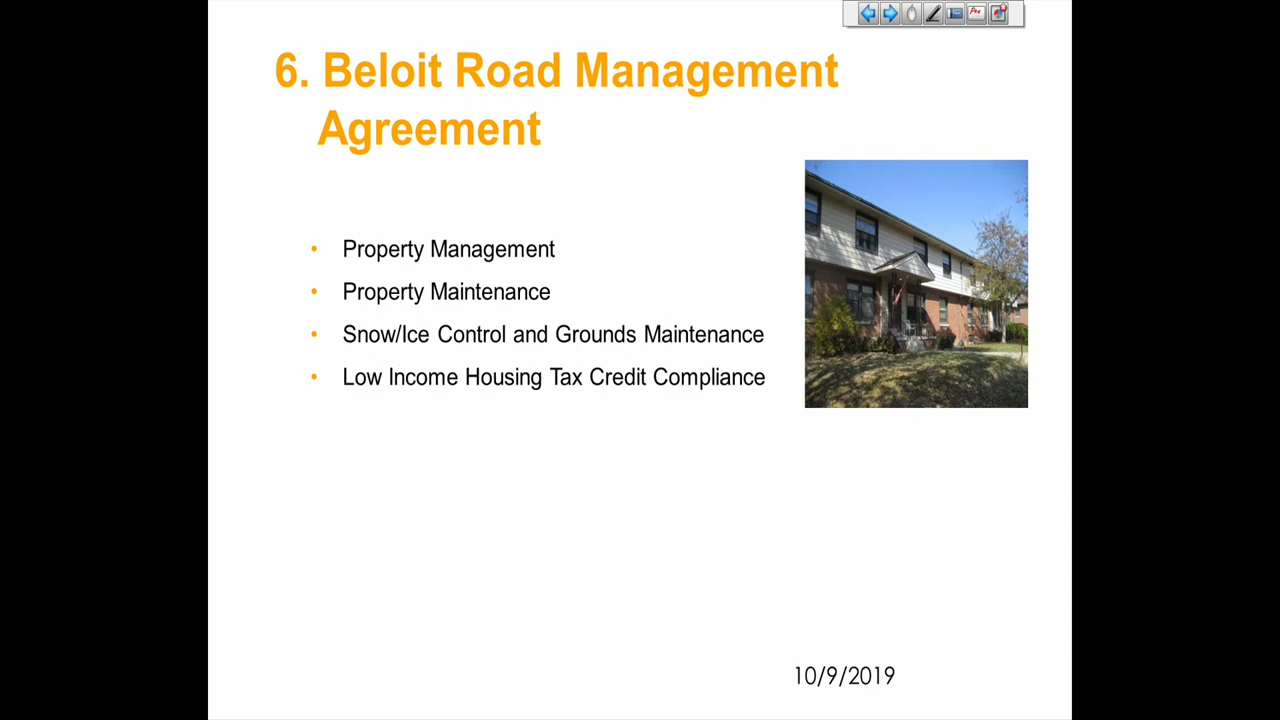 6. Beloit Road Management
Agreement
• Property Management
• Property Maintenance
• Snow/Ice Control and Grounds Maintenance
• Low Income Housing Tax Credit Compliance
10/9/2019